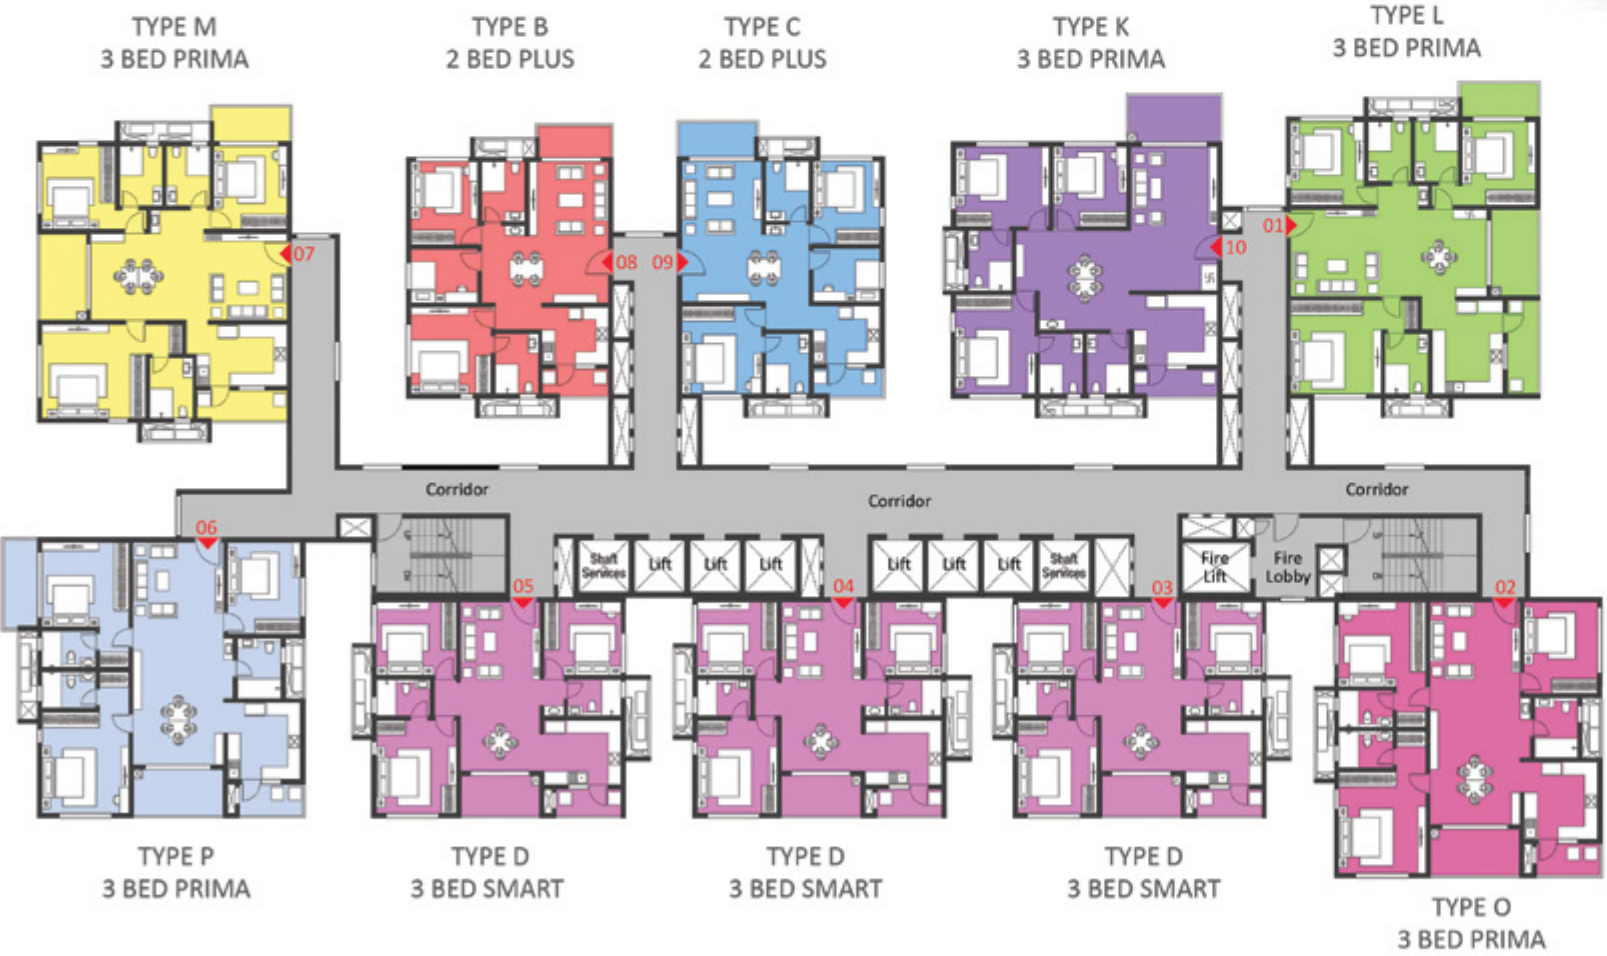 TYPE M
3 BED PRIMA
TYPE B
2 BED PLUS
TYPE C
2 BED PLUS
TYPE K
3 BED PRIMA
TYPE L
3 BED PRIMA
07
08
09
10
01
Corridor
Corridor
Corridor
06
05
04
03
02
Shaft
Services
Lift
Lift
Lift
Lift
Lift
Lift
Shaft
Services
Fire
Lift
Fire
Lobby
TYPE P
3 BED PRIMA
TYPE D
3 BED SMART
TYPE D
3 BED SMART
TYPE D
3 BED SMART
TYPE O
3 BED PRIMA